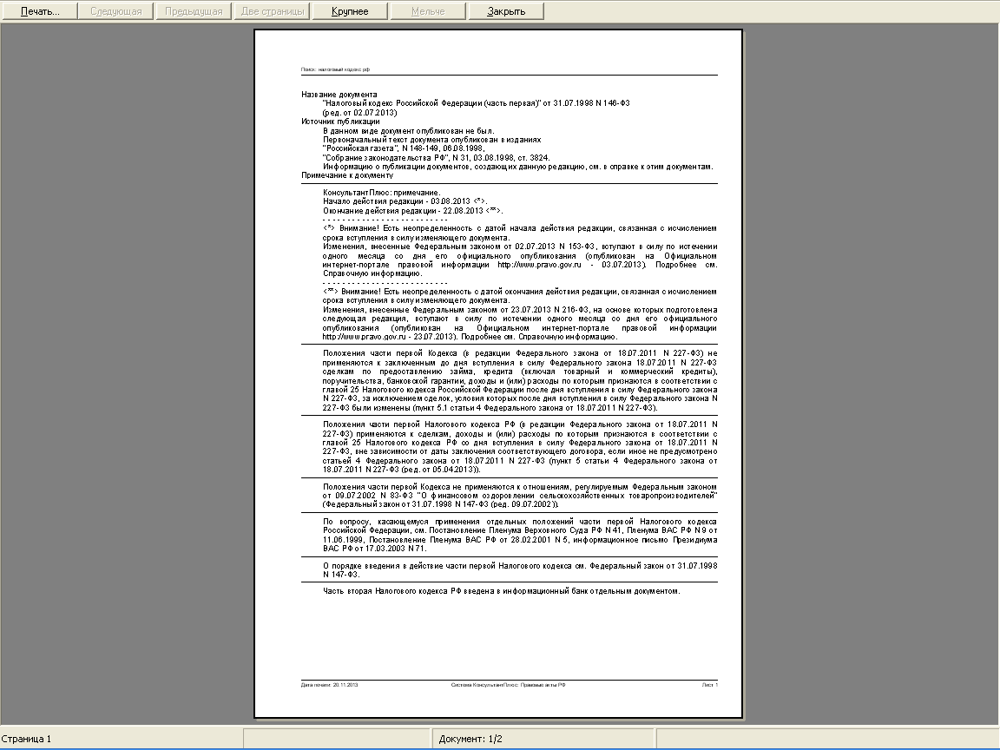 Печать... Следующая Предыдущая Две страницы Крупнее Мельче Закрыть
Поиск: налоговый кодекс рф
Название документа
"Налоговый кодекс Российской Федерации (часть первая)" от 31.07.1998 N 146-ФЗ
(ред. от 02.07.2013)
Источник публикации
В данном виде документ опубликован не был.
Первоначальный текст документа опубликован в изданиях
"Российская газета", N 148-149, 06.08.1998,
"Собрание законодательства РФ", N 31, 03.08.1998, ст. 3824.
Информацию о публикации документов, создающих данную редакцию, см. в справке к этим документам.
Примечание к документу
КонсультантПлюс: примечание.
Начало действия редакции - 03.08.2013 <*>.
Окончание действия редакции - 22.08.2013 <**>.
- - - - - - - - - - - - - - - - - - - - - - - - - -
<*> Внимание! Есть неопределенность с датой начала действия редакции, связанная с исчислением
срока вступления в силу изменяющего документа.
Изменения, внесенные Федеральным законом от 02.07.2013 N 153-ФЗ, вступают в силу по истечении
одного месяца со дня его официального опубликования (опубликован на Официальном
интернет-портале правовой информации http://www.pravo.gov.ru - 03.07.2013). Подробнее см.
Справочную информацию.
- - - - - - - - - - - - - - - - - - - - - - - - - -
<**> Внимание! Есть неопределенность с датой окончания действия редакции, связанная с исчислением
срока вступления в силу изменяющего документа.
Изменения, внесенные Федеральным законом от 23.07.2013 N 216-ФЗ, на основе которых подготовлена
следующая редакция, вступают в силу по истечении одного месяца со дня его официального
опубликования (опубликован на Официальном интернет-портале правовой информации
http://www.pravo.gov.ru - 23.07.2013). Подробнее см. Справочную информацию.
Положения части первой Кодекса (в редакции Федерального закона от 18.07.2011 N 227-ФЗ) не
применяются к заключенным до дня вступления в силу Федерального закона 18.07.2011 N 227-ФЗ
сделкам по предоставлению займа, кредита (включая товарный и коммерческий кредиты),
поручительства, банковской гарантии, доходы и (или) расходы по которым признаются в соответствии с
главой 25 Налогового кодекса Российской Федерации после дня вступления в силу Федерального закона
N 227-ФЗ, за исключением сделок, условия которых после дня вступления в силу Федерального закона N
227-ФЗ были изменены (пункт 5.1 статьи 4 Федерального закона от 18.07.2011 N 227-ФЗ).
Положения части первой Налогового кодекса РФ (в редакции Федерального закона от 18.07.2011 N
227-ФЗ) применяются к сделкам, доходы и (или) расходы по которым признаются в соответствии с
главой 25 Налогового кодекса РФ со дня вступления в силу Федерального закона от 18.07.2011 N
227-ФЗ, вне зависимости от даты заключения соответствующего договора, если иное не предусмотрено
статьей 4 Федерального закона от 18.07.2011 N 227-ФЗ (пункт 5 статьи 4 Федерального закона от
18.07.2011 N 227-ФЗ (ред. от 05.04.2013)).
Положения части первой Кодекса не применяются к отношениям, регулируемым Федеральным законом
от 09.07.2002 N 83-ФЗ "О финансовом оздоровлении сельскохозяйственных товаропроизводителей"
(Федеральный закон от 31.07.1998 N 147-ФЗ (ред. 09.07.2002)).
По вопросу, касающемуся применения отдельных положений части первой Налогового кодекса
Российской Федерации, см. Постановление Пленума Верховного Суда РФ N 41, Пленума ВАС РФ N 9 от
11.06.1999, Постановление Пленума ВАС РФ от 28.02.2001 N 5, информационное письмо Президиума
ВАС РФ от 17.03.2003 N 71.
О порядке введения в действие части первой Налогового кодекса см. Федеральный закон от 31.07.1998
N 147-ФЗ.
Часть вторая Налогового кодекса РФ введена в информационный банк отдельным документом.
Дата печати: 20.11.2013 Система КонсультантПлюс: Правовые акты РФ Лист 1
Страница 1 Документ: 1/2